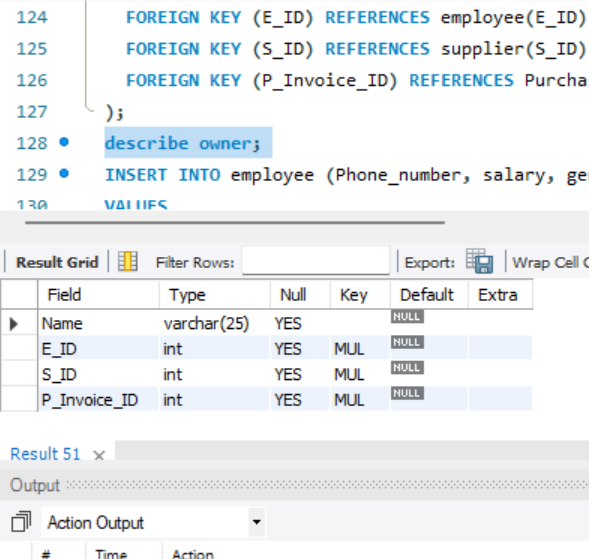 124 FOREIGN KEY (E_ID) REFERENCES employee(E_ID)
125 FOREIGN KEY (S_ID) REFERENCES supplier(S_ID)
126 FOREIGN KEY (P_Invoice_ID) REFERENCES Purcha
127 );
128 describe owner;
129 INSERT INTO employee (Phone_number, salary, ge
130 VALUES
Result Grid Filter Rows: Export: Wrap Cell C
Field Type Null Key Default Extra
Name varchar(25) YES NULL
E_ID int YES MUL NULL
S_ID int YES MUL NULL
P_Invoice_ID int YES MUL NULL
Result 51 ×
Output
Action Output
# Time Action